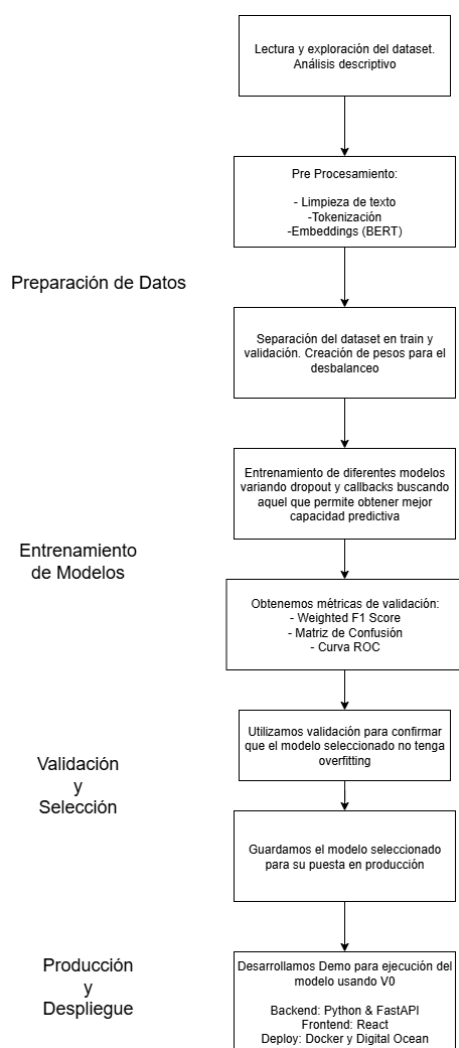 Lectura y exploración del dataset.
Análisis descriptivo
Pre Procesamiento:
- Limpieza de texto
-Tokenización
-Embeddings (BERT)
Preparación de Datos
Separación del dataset en train y
validación. Creación de pesos para el
desbalanceo
Entrenamiento de diferentes modelos
variando dropout y callbacks buscando
aquel que permite obtener mejor
capacidad predictiva
Entrenamiento
de Modelos
Obtenemos métricas de validación:
- Weighted F1 Score
- Matriz de Confusión
- Curva ROC
Utilizamos validación para confirmar
que el modelo seleccionado no tenga
overfitting
Validación
y
Selección
Guardamos el modelo seleccionado
para su puesta en producción
Producción
y
Despliegue
Desarrollamos Demo para ejecución del
modelo usando V0
Backend: Python & FastAPI
Frontend: React
Deploy: Docker y Digital Ocean